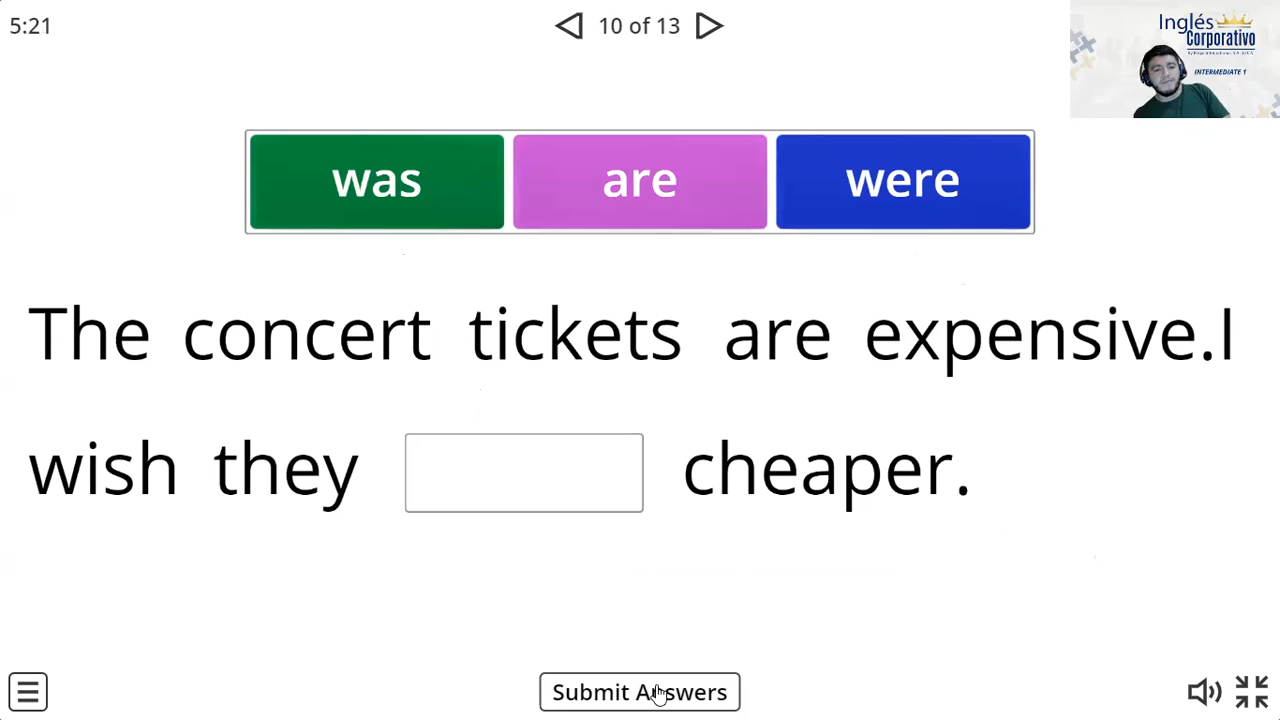 5:21
10 of 13
Inglés
Corporativo
INTERMEDIATE 1
was are were
The concert tickets are expensive.I
wish they cheaper.
Submit Answers